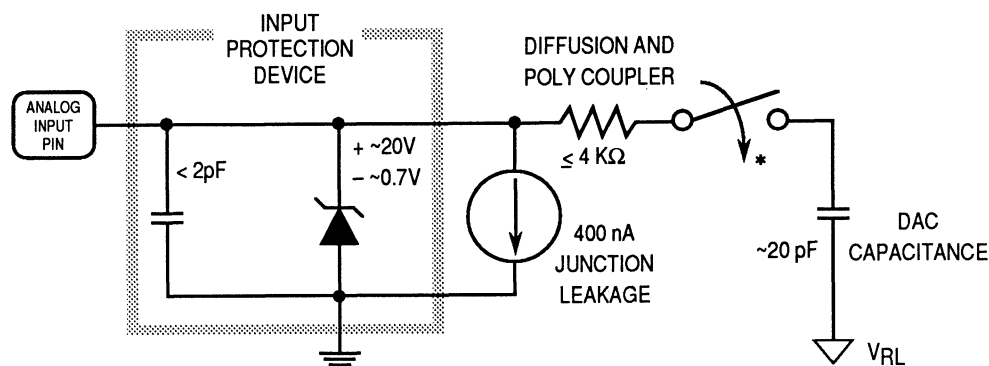 INPUT
PROTECTION
DEVICE
DIFFUSION AND
POLY COUPLER
ANALOG
INPUT
PIN
< 2pF
+ ~20V
– ~0.7V
≤ 4 KΩ
*
400 nA
JUNCTION
LEAKAGE
~20 pF
DAC
CAPACITANCE
VRL